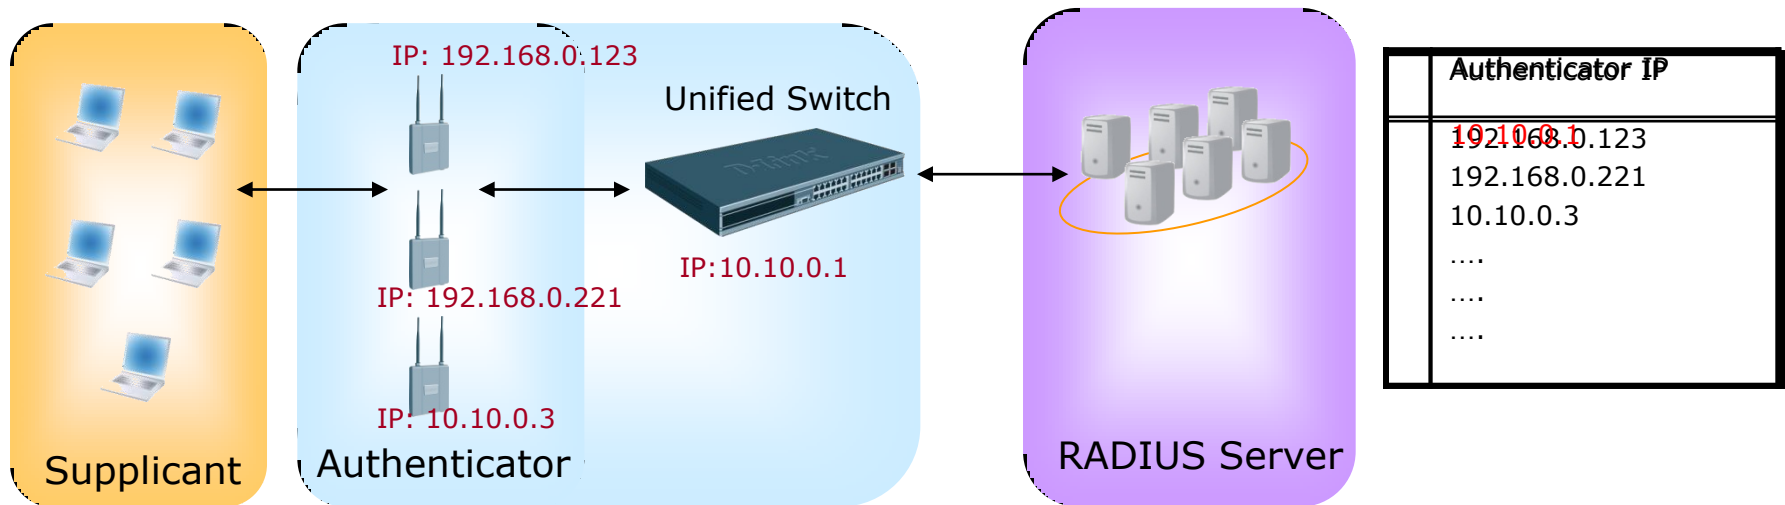 IP: 192.168.0.123
Unified Switch
D-Link
IP:10.10.0.1
IP: 192.168.0.221
IP: 10.10.0.3
Supplicant
Authenticator
RADIUS Server
Authenticator IP
10.10.0.1
192.168.0.123
192.168.0.221
10.10.0.3
....
....
....